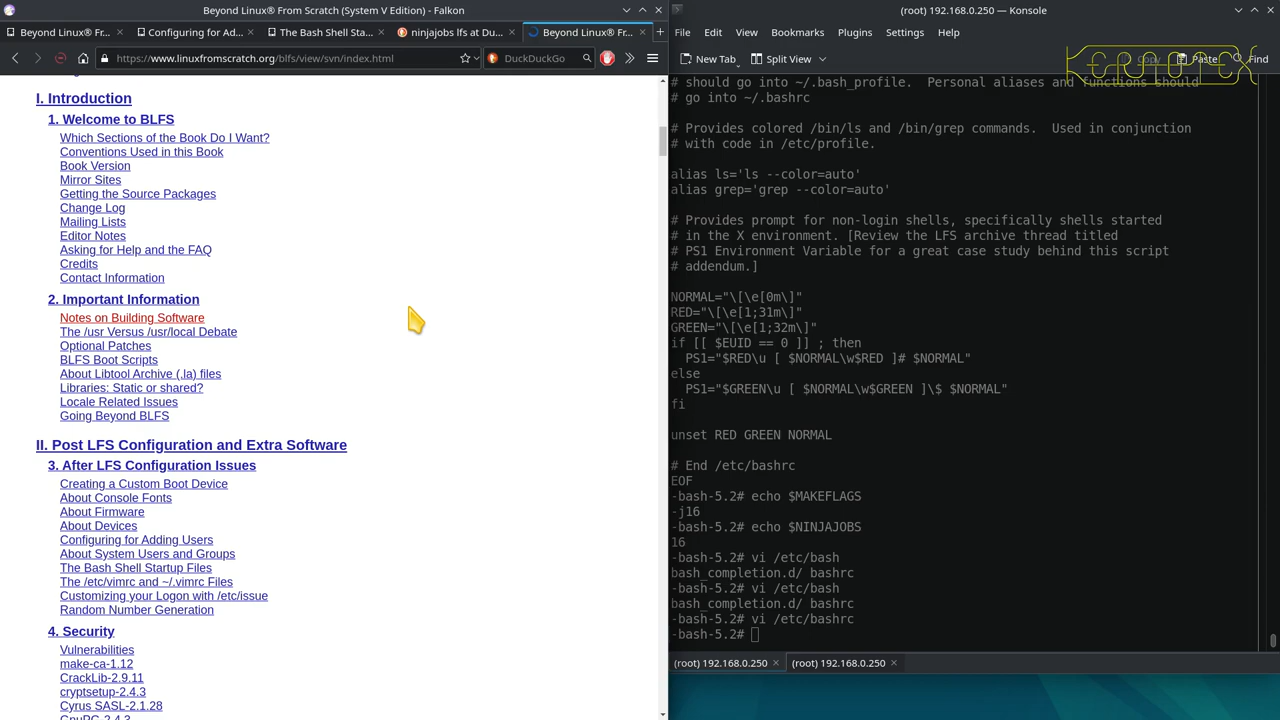 Beyond Linux® From Scratch (System V Edition) - Falkon
Beyond Linux® Fr...
Configuring for Ad...
The Bash Shell Sta...
ninjajobs lfs at Du...
Beyond Linux® Fr...
https://www.linuxfromscratch.org/blfs/view/svn/index.html
DuckDuckGo
I. Introduction
1. Welcome to BLFS
Which Sections of the Book Do I Want?
Conventions Used in this Book
Book Version
Mirror Sites
Getting the Source Packages
Change Log
Mailing Lists
Editor Notes
Asking for Help and the FAQ
Credits
Contact Information
2. Important Information
Notes on Building Software
The /usr Versus /usr/local Debate
Optional Patches
BLFS Boot Scripts
About Libtool Archive (.la) files
Libraries: Static or shared?
Locale Related Issues
Going Beyond BLFS
II. Post LFS Configuration and Extra Software
3. After LFS Configuration Issues
Creating a Custom Boot Device
About Console Fonts
About Firmware
About Devices
Configuring for Adding Users
About System Users and Groups
The Bash Shell Startup Files
The /etc/vimrc and ~/.vimrc Files
Customizing your Logon with /etc/issue
Random Number Generation
4. Security
Vulnerabilities
make-ca-1.12
CrackLib-2.9.11
cryptsetup-2.4.3
Cyrus SASL-2.1.28
GnuPG-2.4.3
(root) 192.168.0.250 — Konsole
File Edit View Bookmarks Plugins Settings Help
New Tab Split View Copy Paste Find
# should go into ~/.bash_profile.  Personal aliases and functions should
# go into ~/.bashrc
# Provides colored /bin/ls and /bin/grep commands.  Used in conjunction
# with code in /etc/profile.
alias ls='ls --color=auto'
alias grep='grep --color=auto'
# Provides prompt for non-login shells, specifically shells started
# in the X environment. [Review the LFS archive thread titled
# PS1 Environment Variable for a great case study behind this script
# addendum.]
NORMAL="\[\e[0m\]"
RED="\[\e[1;31m\]"
GREEN="\[\e[1;32m\]"
if [[ $EUID == 0 ]] ; then
  PS1="$RED\u [ $NORMAL\w$RED ]# $NORMAL"
else
  PS1="$GREEN\u [ $NORMAL\w$GREEN ]\$ $NORMAL"
fi
unset RED GREEN NORMAL
# End /etc/bashrc
EOF
-bash-5.2# echo $MAKEFLAGS
-j16
-bash-5.2# echo $NINJAJOBS
16
-bash-5.2# vi /etc/bash
bash_completion.d/ bashrc
-bash-5.2# vi /etc/bash
bash_completion.d/ bashrc
-bash-5.2# vi /etc/bashrc
-bash-5.2#
(root) 192.168.0.250
(root) 192.168.0.250